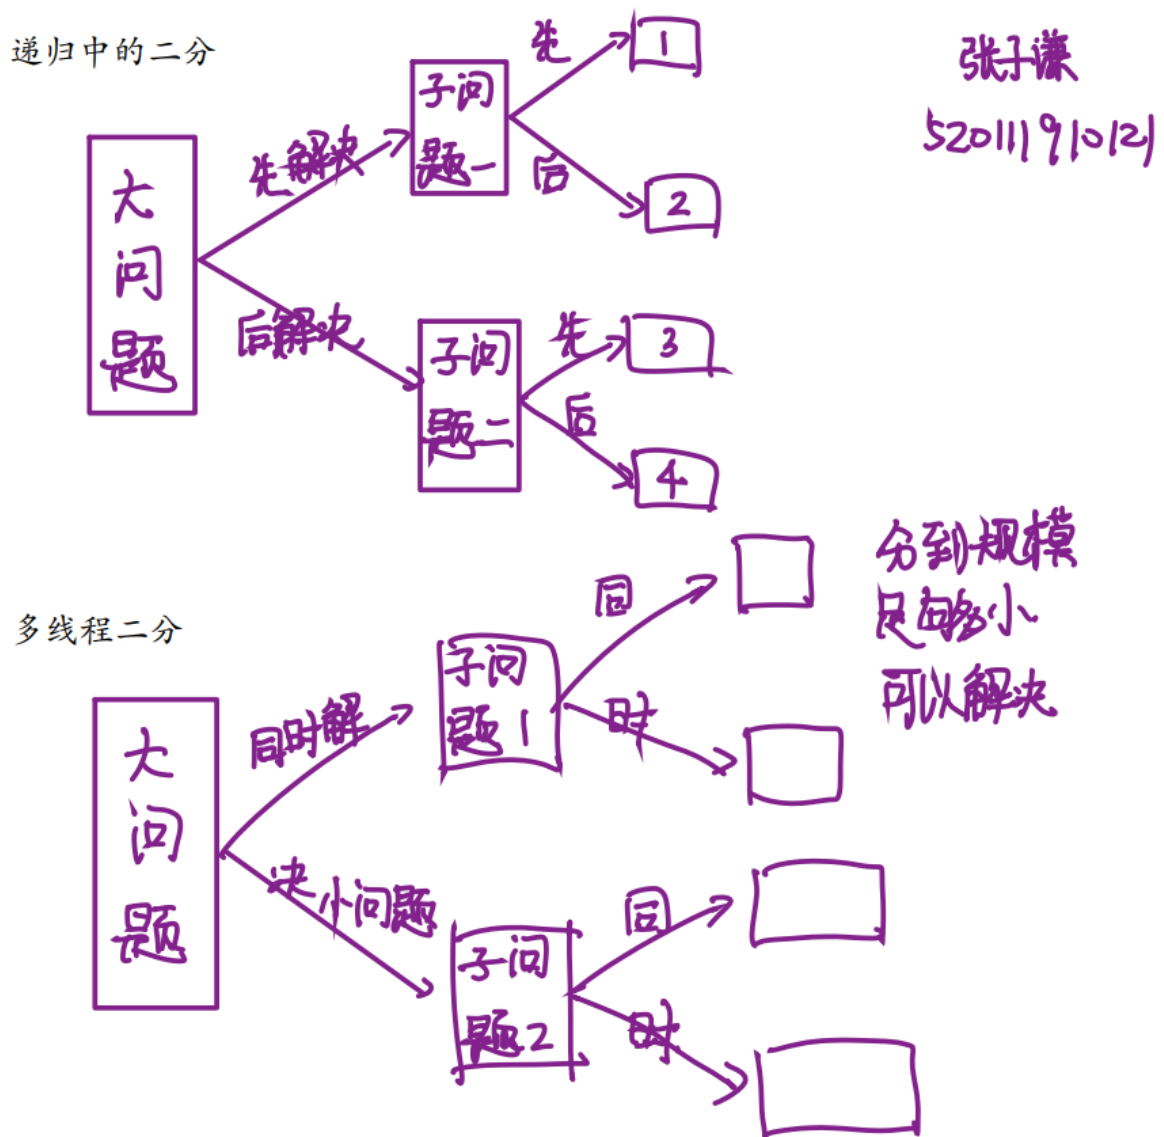 递归中的二分
张子谦
520111910121
大
问
题
先解决
后解决
子问
题一
先
1
后
2
子问
题二
先
3
后
4
多线程二分
大
问
题
同时解
决小问题
子问
题1
同
时
子问
题2
同
时
分到规模
足够小
可以解决